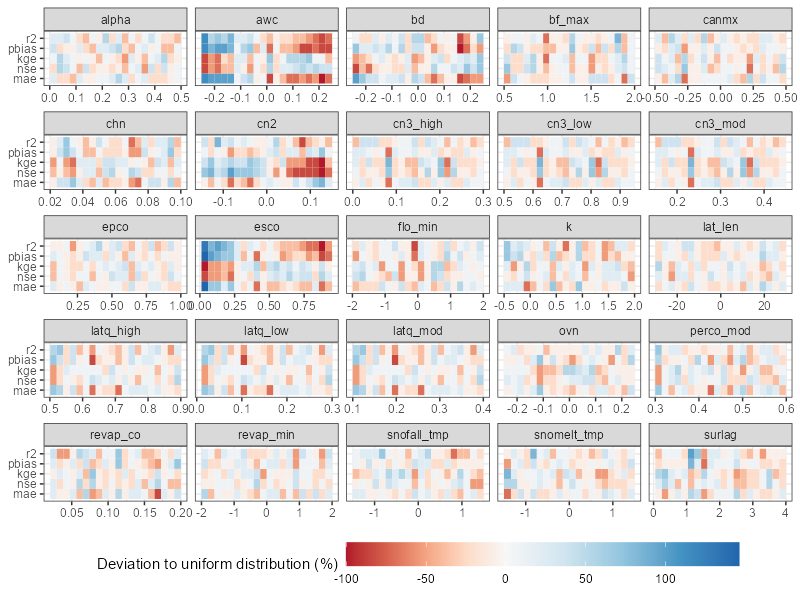 alpha awc bd bf_max canmx
r2
pbias
kge
nse
mae
0.0 0.1 0.2 0.3 0.4 0.5 -0.2 -0.1 0.0 0.1 0.2 -0.2 -0.1 0.0 0.1 0.2 0.5 1.0 1.5 2.0 -0.50 -0.25 0.00 0.25 0.50
chn cn2 cn3_high cn3_low cn3_mod
r2
pbias
kge
nse
mae
0.02 0.04 0.06 0.08 0.10 -0.1 0.0 0.1 0.0 0.1 0.2 0.3 0.5 0.6 0.7 0.8 0.9 0.2 0.3 0.4
epco esco flo_min k lat_len
r2
pbias
kge
nse
mae
0.25 0.50 0.75 1.00 0.00 0.25 0.50 0.75 -2 -1 0 1 2 -0.5 0.0 0.5 1.0 1.5 2.0 -20 0 20
latq_high latq_low latq_mod ovn perco_mod
r2
pbias
kge
nse
mae
0.5 0.6 0.7 0.8 0.9 0.0 0.1 0.2 0.3 0.1 0.2 0.3 0.4 -0.2 -0.1 0.0 0.1 0.2 0.3 0.4 0.5 0.6
revap_co revap_min snofall_tmp snomelt_tmp surlag
r2
pbias
kge
nse
mae
0.05 0.10 0.15 0.20 -2 -1 0 1 2 -1 0 1 -1 0 1 0 1 2 3 4
Deviation to uniform distribution (%)
-100 -50 0 50 100